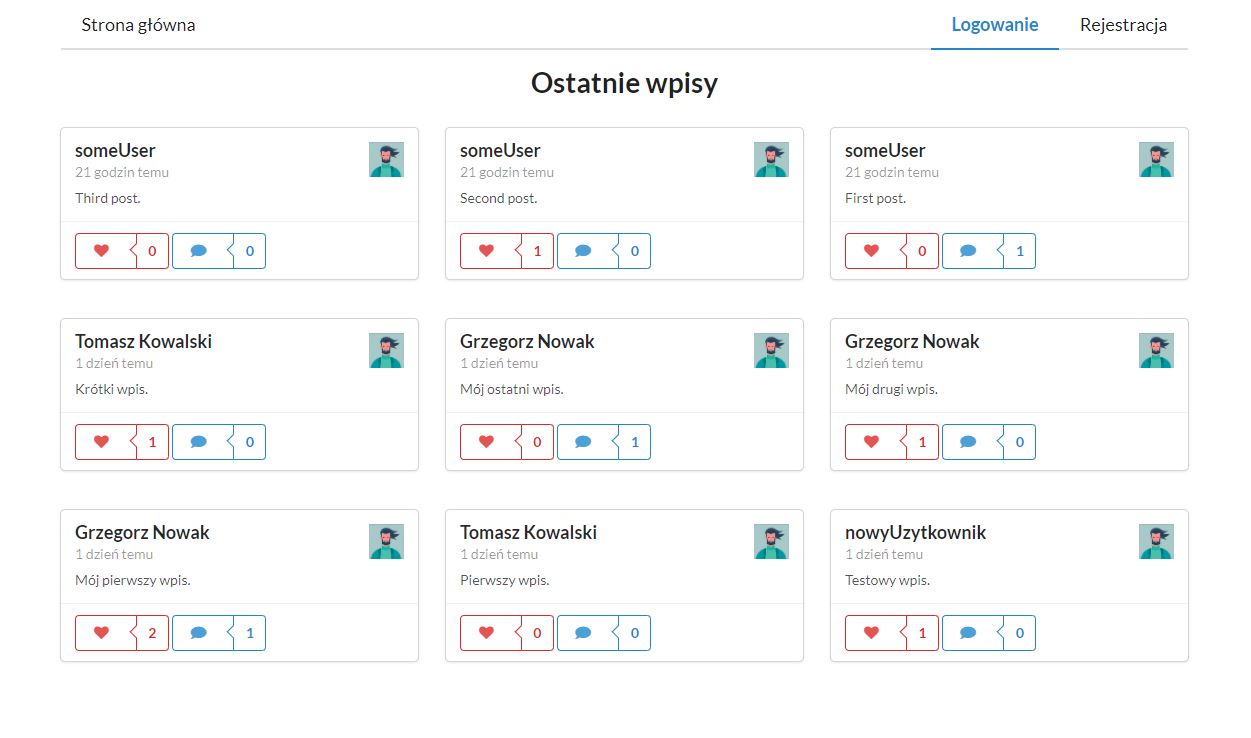 Strona główna Logowanie Rejestracja
Ostatnie wpisy
someUser
21 godzin temu
Third post.
0 0
someUser
21 godzin temu
Second post.
1 0
someUser
21 godzin temu
First post.
0 1
Tomasz Kowalski
1 dzień temu
Krótki wpis.
1 0
Grzegorz Nowak
1 dzień temu
Mój ostatni wpis.
0 1
Grzegorz Nowak
1 dzień temu
Mój drugi wpis.
1 0
Grzegorz Nowak
1 dzień temu
Mój pierwszy wpis.
2 1
Tomasz Kowalski
1 dzień temu
Pierwszy wpis.
0 0
nowyUzytkownik
1 dzień temu
Testowy wpis.
1 0